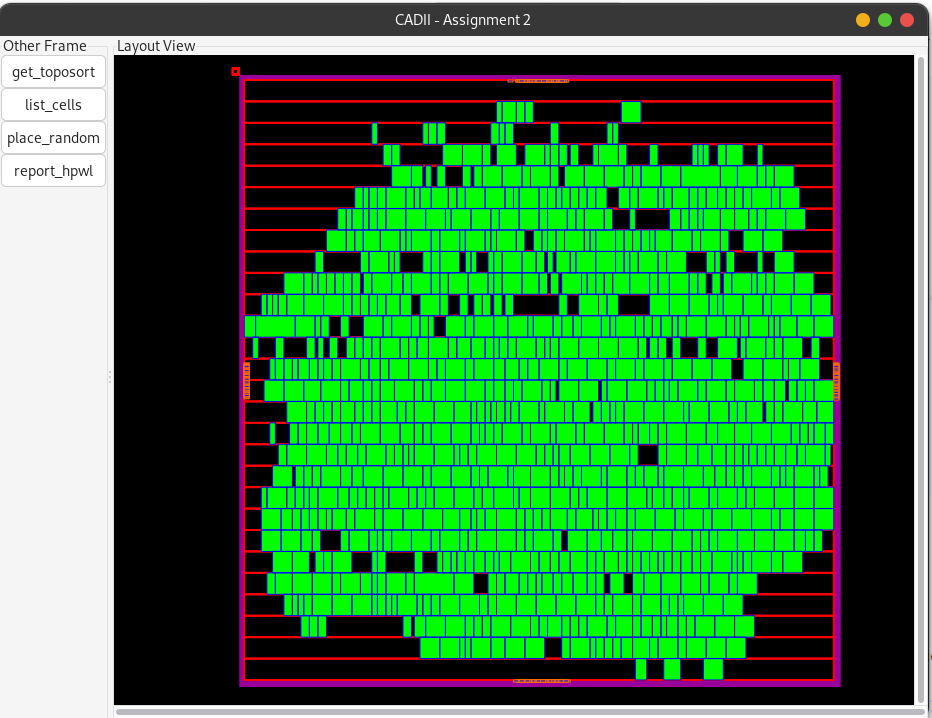 CADII - Assignment 2
Other Frame
Layout View
get_toposort
list_cells
place_random
report_hpwl